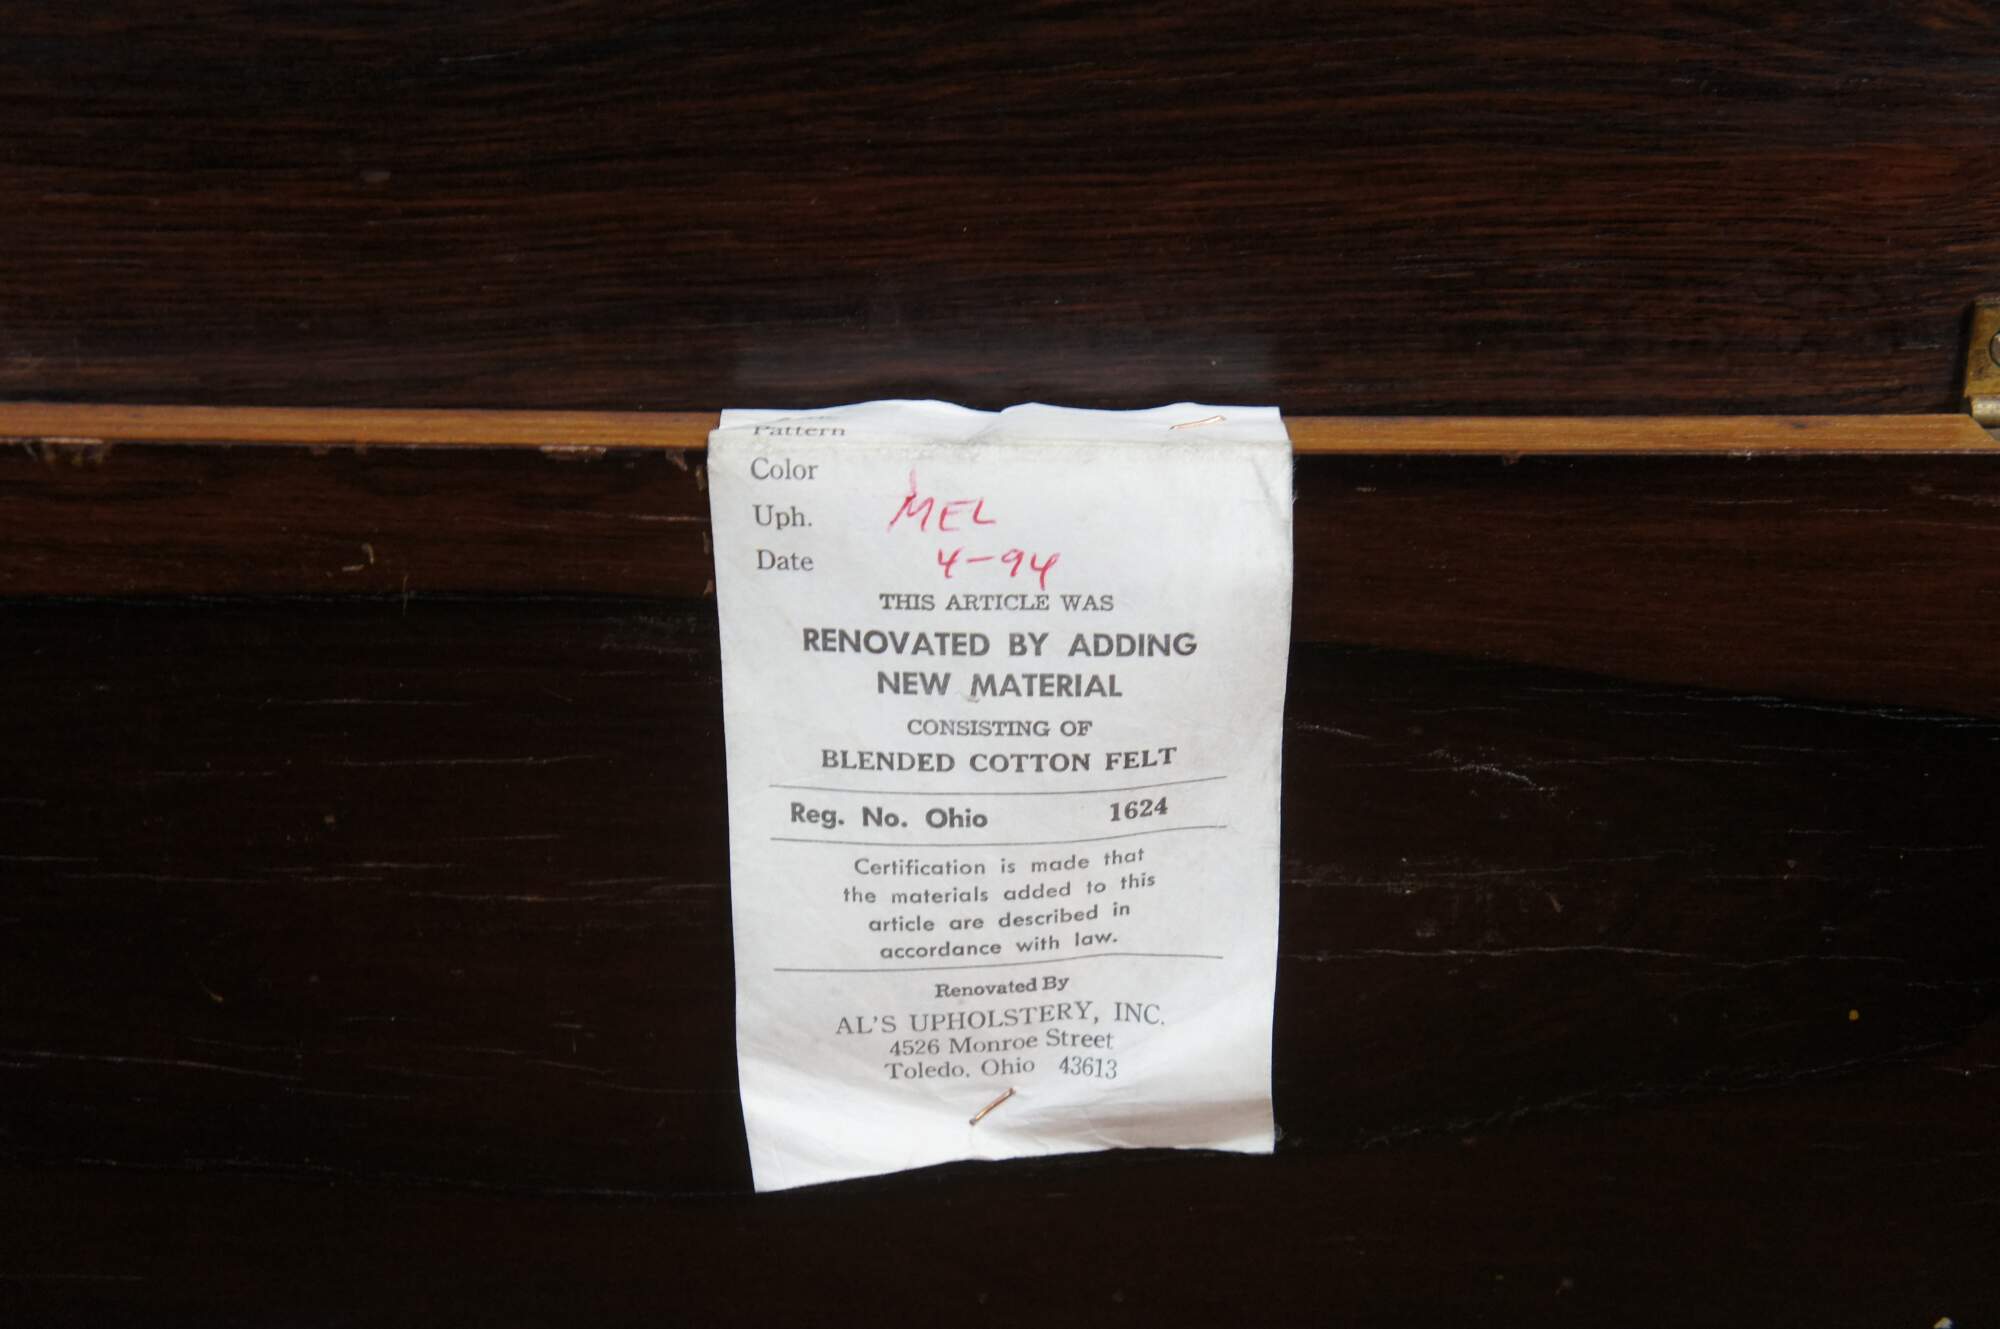 Pattern
Color
Uph. MEL
Date 4-94
THIS ARTICLE WAS
RENOVATED BY ADDING
NEW MATERIAL
CONSISTING OF
BLENDED COTTON FELT
Reg. No. Ohio 1624
Certification is made that
the materials added to this
article are described in
accordance with law.
Renovated By
AL'S UPHOLSTERY, INC.
4526 Monroe Street
Toledo, Ohio 43613